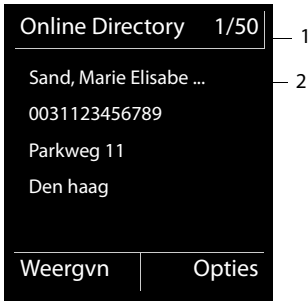 Online Directory 1/50
1
Sand, Marie Elisabe ...
2
0031123456789
Parkweg 11
Den haag
Weergvn Opties